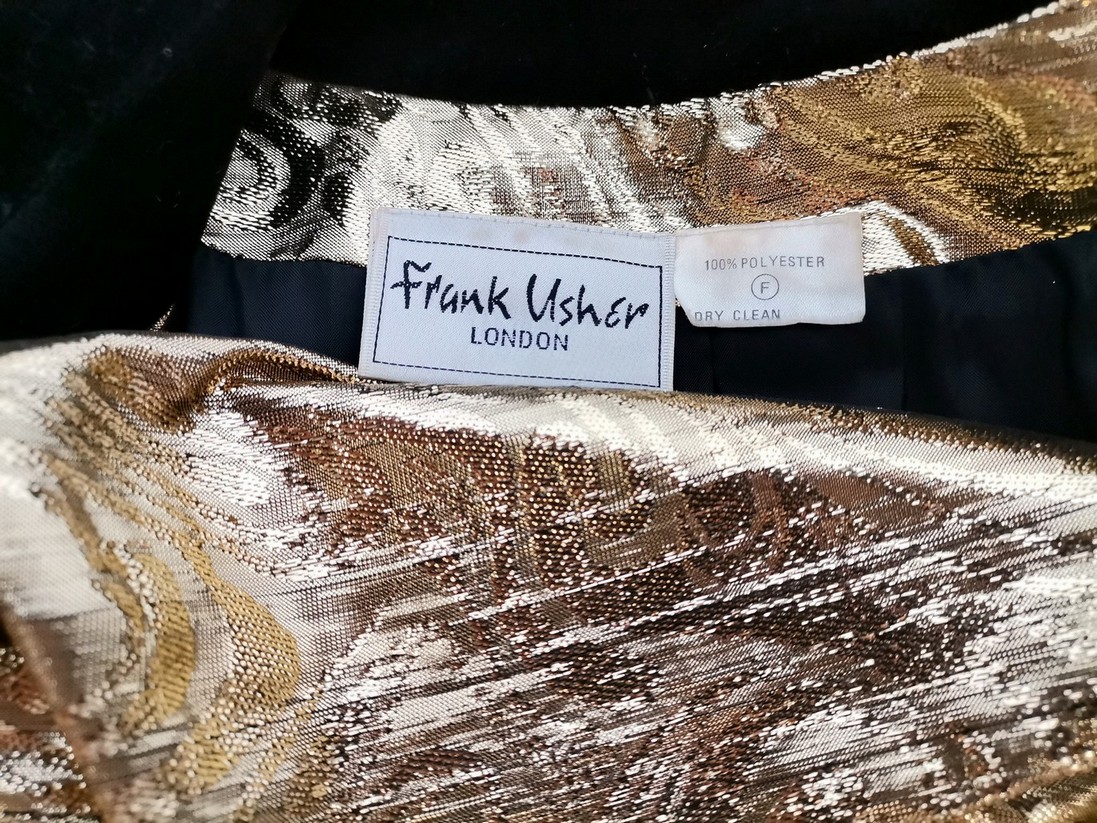 Frank Usher
LONDON
100% POLYESTER
F
DRY CLEAN